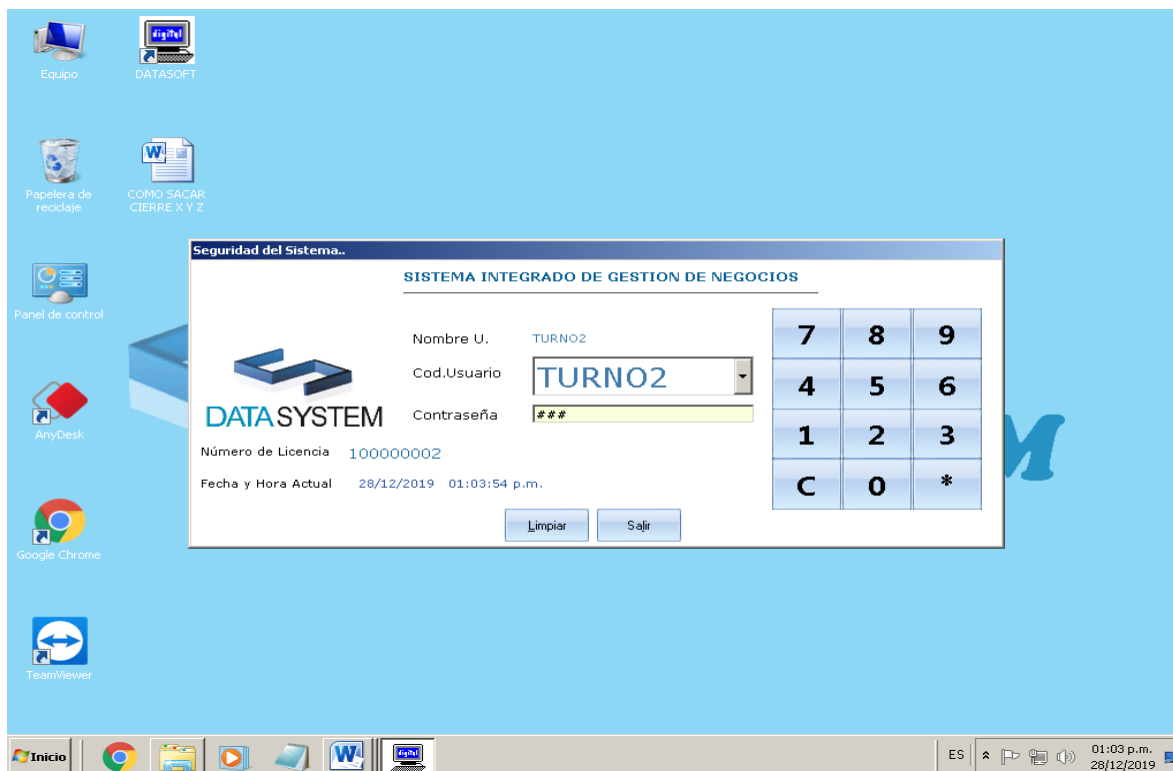 Equipo
DATASOFT
digital
Papelera de
reciclaje
COMO SACAR
CIERRE X Y Z
Panel de control
AnyDesk
Google Chrome
TeamViewer
Seguridad del Sistema..
SISTEMA INTEGRADO DE GESTION DE NEGOCIOS
Nombre U. TURNO2
Cod.Usuario TURNO2
Contraseña ###
DATASYSTEM
Número de Licencia 100000002
Fecha y Hora Actual 28/12/2019 01:03:54 p.m.
Limpiar Salir
7 8 9
4 5 6
1 2 3
C 0 *
M
Inicio
ES
01:03 p.m.
28/12/2019